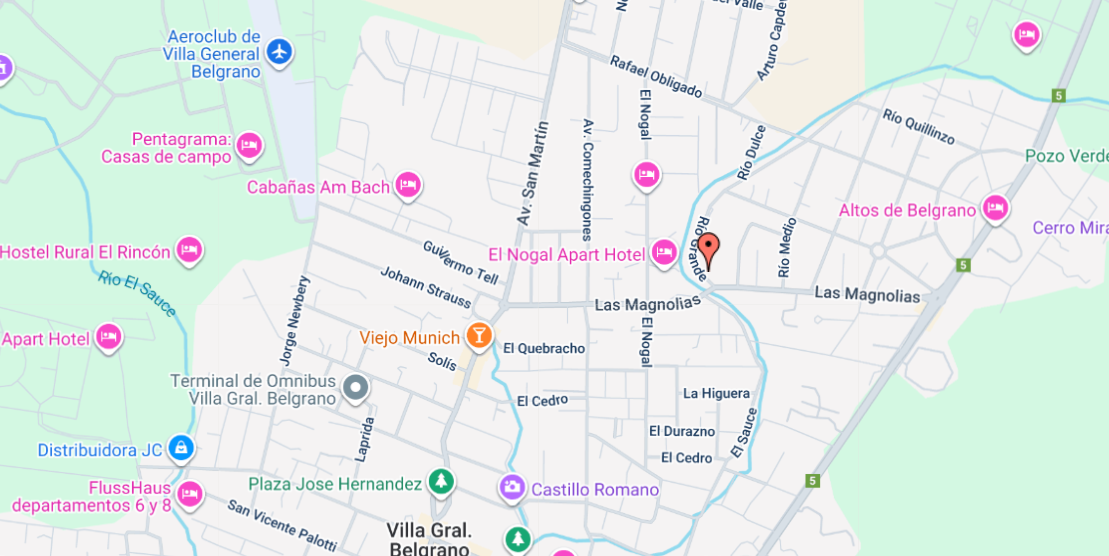 del Valle
Aeroclub de
Villa General
Belgrano
Rafael Obligado
Arturo Capdev
5
El Nogal
Río Quillinzo
Pentagrama:
Casas de campo
Av. San Martín
Av. Comechingones
Río Dulce
Pozo Verde
Cabañas Am Bach
Altos de Belgrano
Cerro Mira
Hostel Rural El Rincón
Guillermo Tell
El Nogal Apart Hotel
Río Grande
Río Medio
5
Río El Sauce
Johann Strauss
Las Magnolias
Las Magnolias
Jorge Newbery
Apart Hotel
Viejo Munich
El Quebracho
El Nogal
Solís
Terminal de Omnibus
Villa Gral. Belgrano
El Cedro
La Higuera
Laprida
El Durazno
El Sauce
Distribuidora JC
El Cedro
Plaza Jose Hernandez
Castillo Romano
5
FlussHaus
departamentos 6 y 8
San Vicente Palotti
Villa Gral.
Belgrano